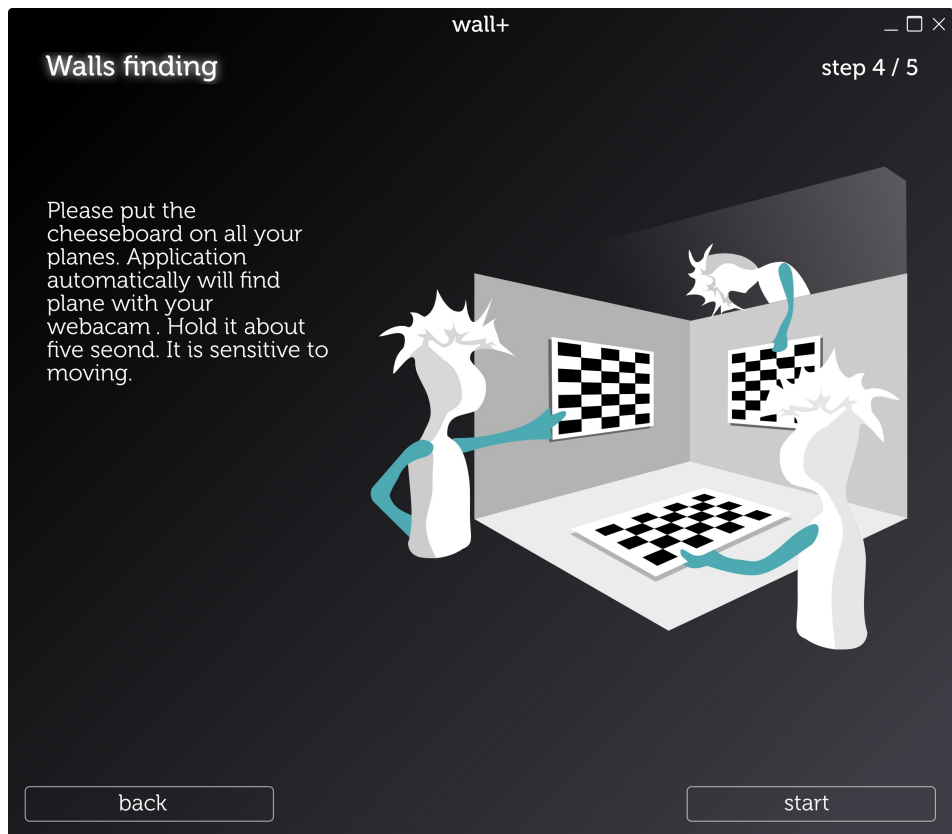 wall+
Walls finding
step 4 / 5
Please put the
cheeseboard on all your
planes. Application
automatically will find
plane with your
webacam . Hold it about
five seond. It is sensitive to
moving.
back
start